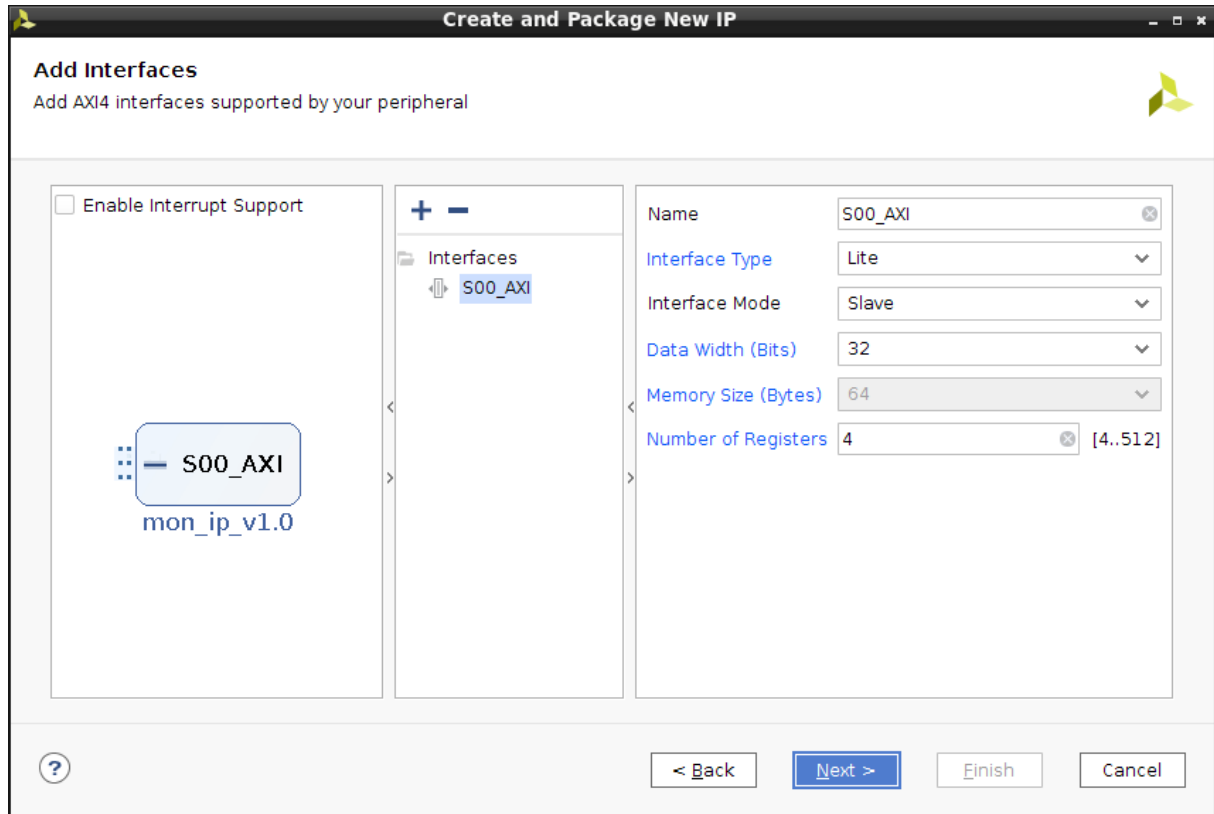 Create and Package New IP
Add Interfaces
Add AXI4 interfaces supported by your peripheral
Enable Interrupt Support
S00_AXI
mon_ip_v1.0
Interfaces
S00_AXI
Name S00_AXI
Interface Type Lite
Interface Mode Slave
Data Width (Bits) 32
Memory Size (Bytes) 64
Number of Registers 4 [4..512]
? < Back Next > Finish Cancel